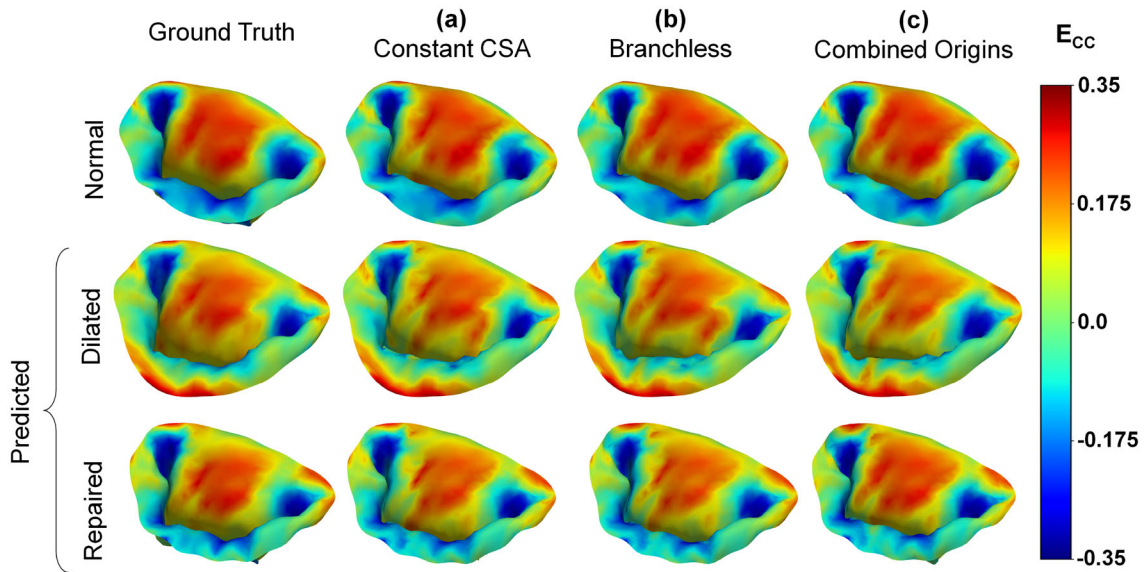 Ground Truth
(a)
Constant CSA
(b)
Branchless
(c)
Combined Origins
E_CC
Normal
Predicted
Dilated
Repaired
0.35
0.175
0.0
-0.175
-0.35